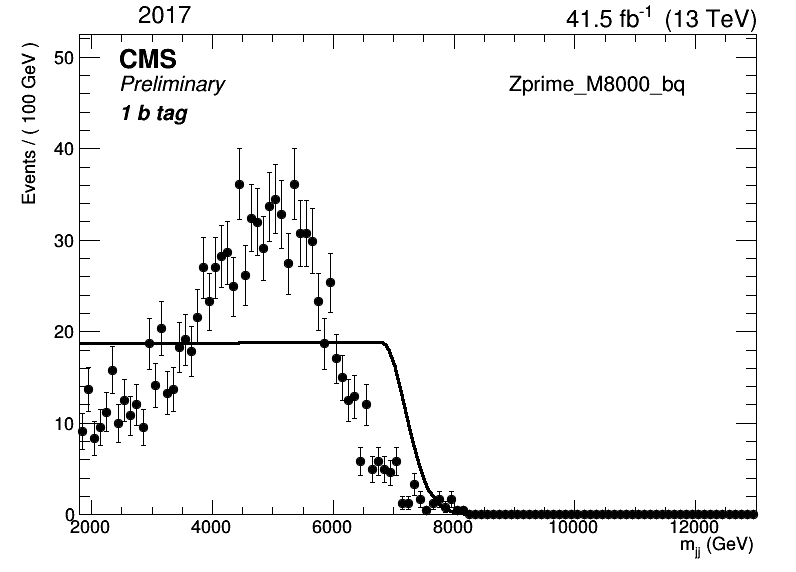 2017
41.5 fb-1 (13 TeV)
CMS
Preliminary
1 b tag
Zprime_M8000_bq
Events / ( 100 GeV )
50
40
30
20
10
0
2000 4000 6000 8000 10000 12000
mjj (GeV)